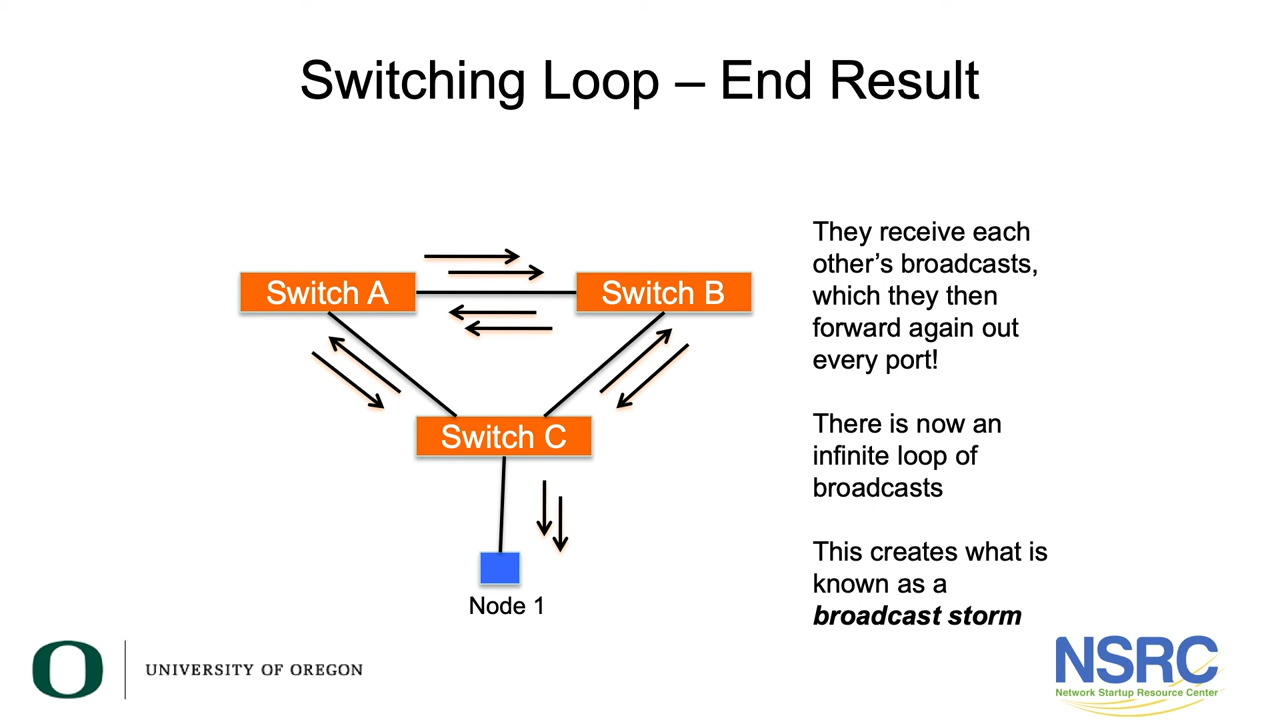 Switching Loop – End Result
They receive each
other’s broadcasts,
which they then
forward again out
every port!
There is now an
infinite loop of
broadcasts
This creates what is
known as a
broadcast storm
Switch A
Switch B
Switch C
Node 1
O
UNIVERSITY OF OREGON
NSRC
Network Startup Resource Center